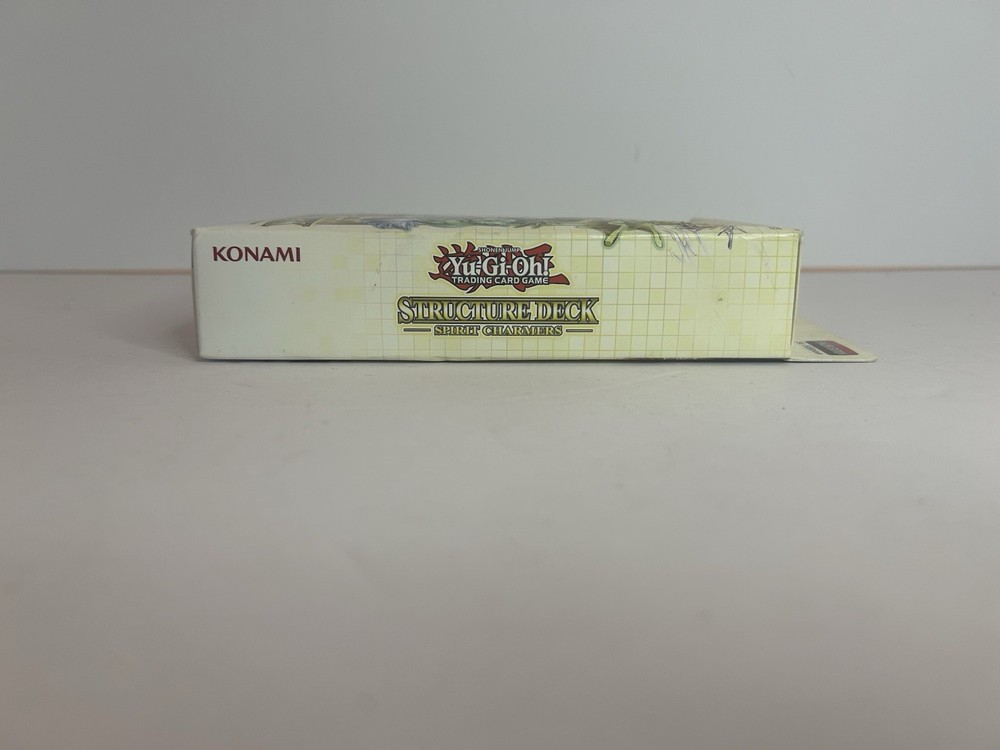 KONAMI
SHONEN JUMP
Yu-Gi-Oh!
TRADING CARD GAME
STRUCTURE DECK
SPIRIT CHARMERS